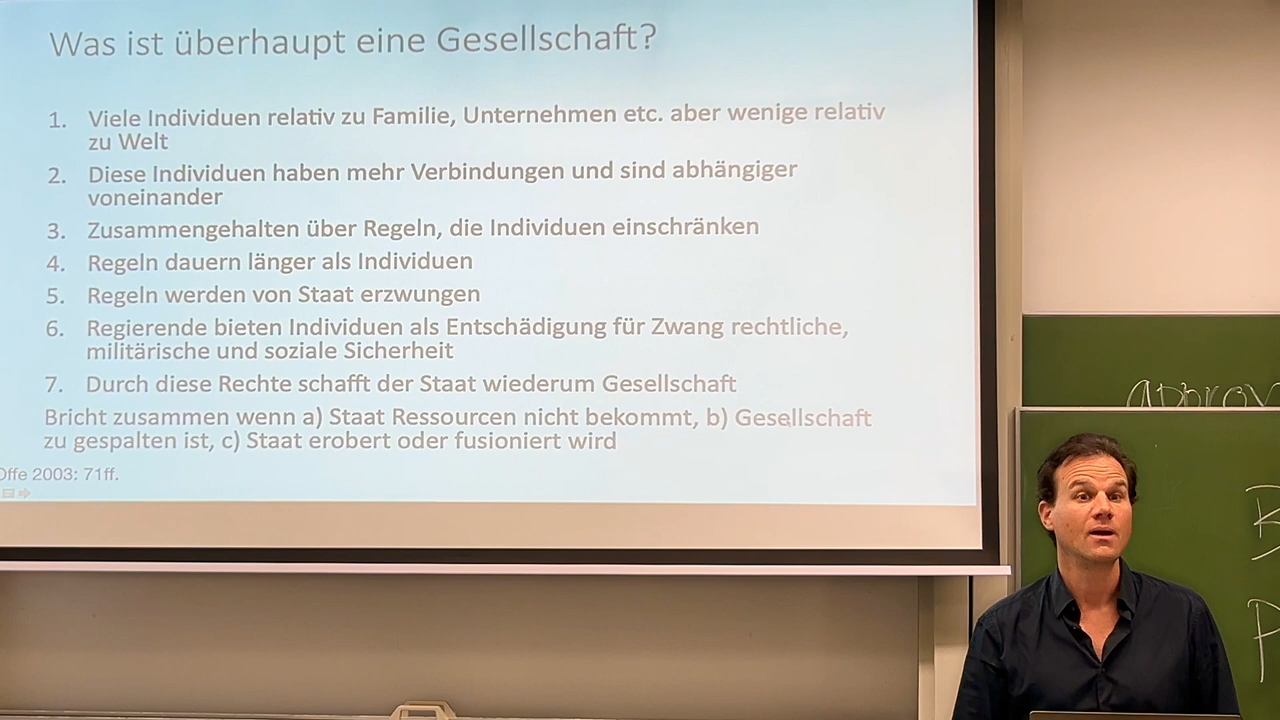 Was ist überhaupt eine Gesellschaft?
1. Viele Individuen relativ zu Familie, Unternehmen etc. aber wenige relativ
zu Welt
2. Diese Individuen haben mehr Verbindungen und sind abhängiger
voneinander
3. Zusammengehalten über Regeln, die Individuen einschränken
4. Regeln dauern länger als Individuen
5. Regeln werden von Staat erzwungen
6. Regierende bieten Individuen als Entschädigung für Zwang rechtliche,
militärische und soziale Sicherheit
7. Durch diese Rechte schafft der Staat wiederum Gesellschaft
Bricht zusammen wenn a) Staat Ressourcen nicht bekommt, b) Gesellschaft
zu gespalten ist, c) Staat erobert oder fusioniert wird
Offe 2003: 71ff.